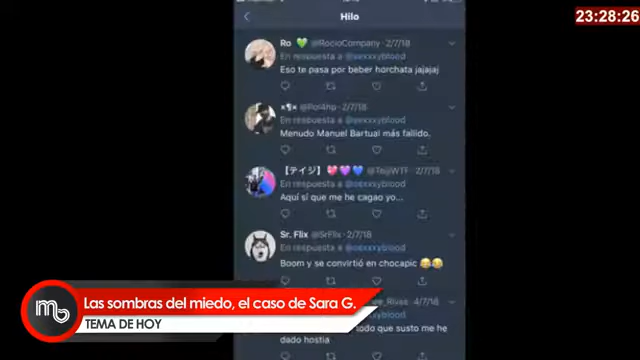 Hilo
23:28:26
Ro 💚 @RocioCompany · 2/7/18
En respuesta a @sexxxyblood
Eso te pasa por beber horchata jajajaj
×¶× @Rol4hp · 2/7/18
En respuesta a @sexxxyblood
Menudo Manuel Bartual más fallido.
【テイジ】💖💜💙 @TeijiWTF · 2/7/18
En respuesta a @sexxxyblood
Aquí sí que me he cagao yo...
Sr. Flix @SrFlix · 2/7/18
En respuesta a @sexxxyblood
Boom y se convirtió en chocapic 😂😂
_Rivas · 4/7/18
@sexxxyblood
todo que susto me he
dado hostia
Las sombras del miedo, el caso de Sara G.
TEMA DE HOY